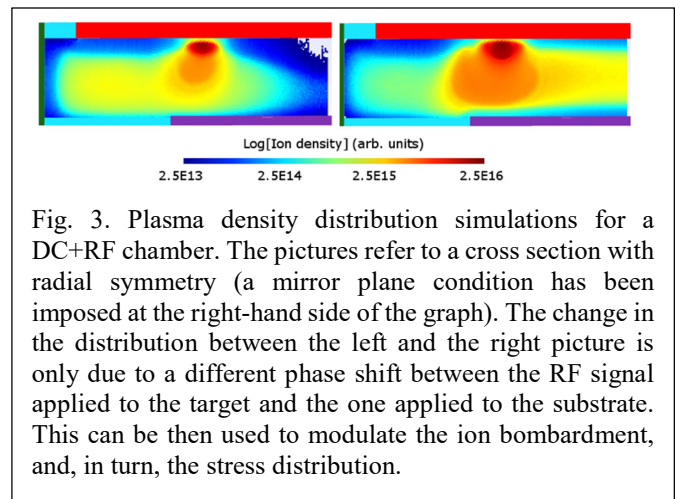 Log[Ion density] (arb. units)
2.5E13 2.5E14 2.5E15 2.5E16
Fig. 3. Plasma density distribution simulations for a
DC+RF chamber. The pictures refer to a cross section with
radial symmetry (a mirror plane condition has been
imposed at the right-hand side of the graph). The change in
the distribution between the left and the right picture is
only due to a different phase shift between the RF signal
applied to the target and the one applied to the substrate.
This can be then used to modulate the ion bombardment,
and, in turn, the stress distribution.